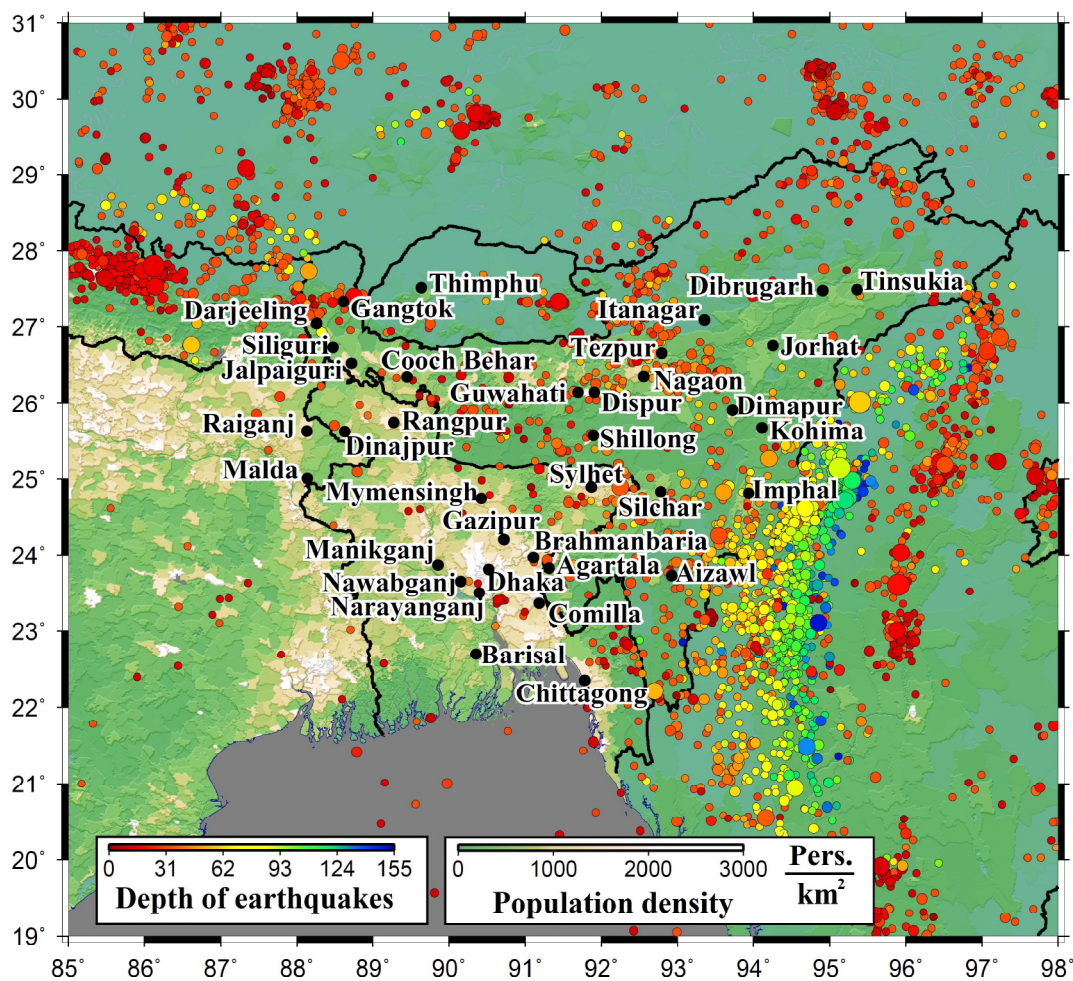 31°
30°
29°
28°
27°
26°
25°
24°
23°
22°
21°
20°
19°
Thimphu
Dibrugarh
Tinsukia
Gangtok
Darjeeling
Itanagar
Siliguri
Tezpur
Jorhat
Jalpaiguri
Cooch Behar
Nagaon
Guwahati
Dispur
Dimapur
Raiganj
Rangpur
Kohima
Dinajpur
Shillong
Malda
Sylhet
Mymensingh
Imphal
Silchar
Gazipur
Manikganj
Brahmanbaria
Agartala
Aizawl
Nawabganj
Dhaka
Narayanganj
Comilla
Barisal
Chittagong
0 31 62 93 124 155
Depth of earthquakes
0 1000 2000 3000
Pers.
km²
Population density
85° 86° 87° 88° 89° 90° 91° 92° 93° 94° 95° 96° 97° 98°